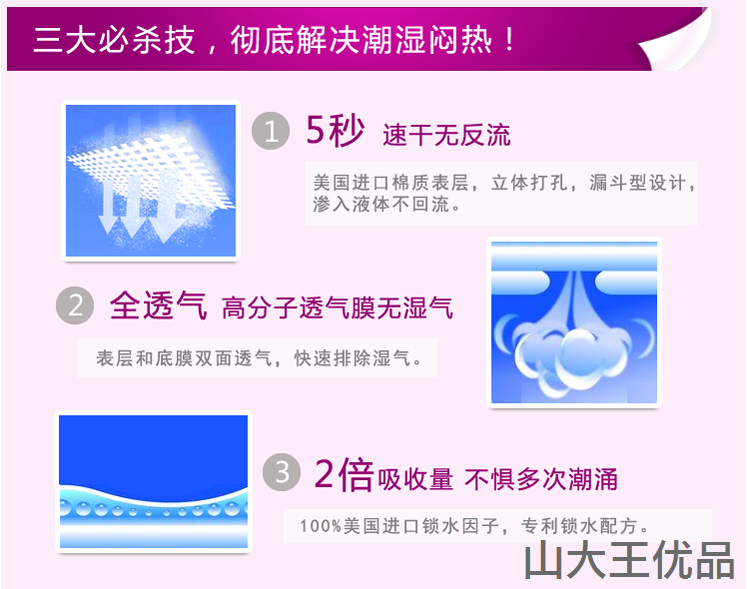 三大必杀技，彻底解决潮湿闷热！
1 5秒 速干无反流
美国进口棉质表层，立体打孔，漏斗型设计，
渗入液体不回流。
2 全透气 高分子透气膜无湿气
表层和底膜双面透气，快速排除湿气。
3 2倍吸收量 不惧多次潮涌
100%美国进口锁水因子，专利锁水配方。
山大王优品